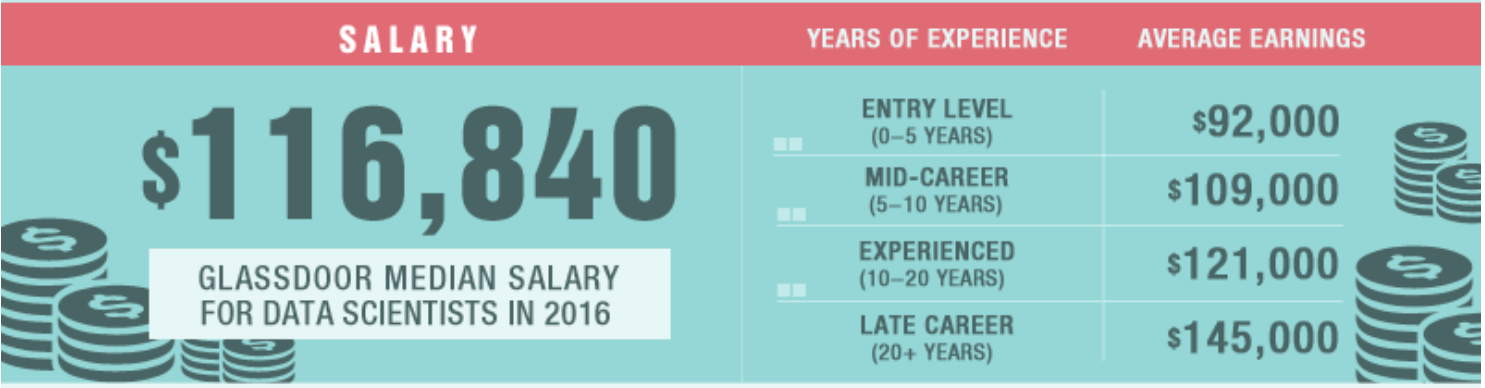 SALARY
$116,840
GLASSDOOR MEDIAN SALARY
FOR DATA SCIENTISTS IN 2016
YEARS OF EXPERIENCE AVERAGE EARNINGS
ENTRY LEVEL
(0–5 YEARS)
$92,000
MID-CAREER
(5–10 YEARS)
$109,000
EXPERIENCED
(10–20 YEARS)
$121,000
LATE CAREER
(20+ YEARS)
$145,000
$
$
$
$
$
$
$